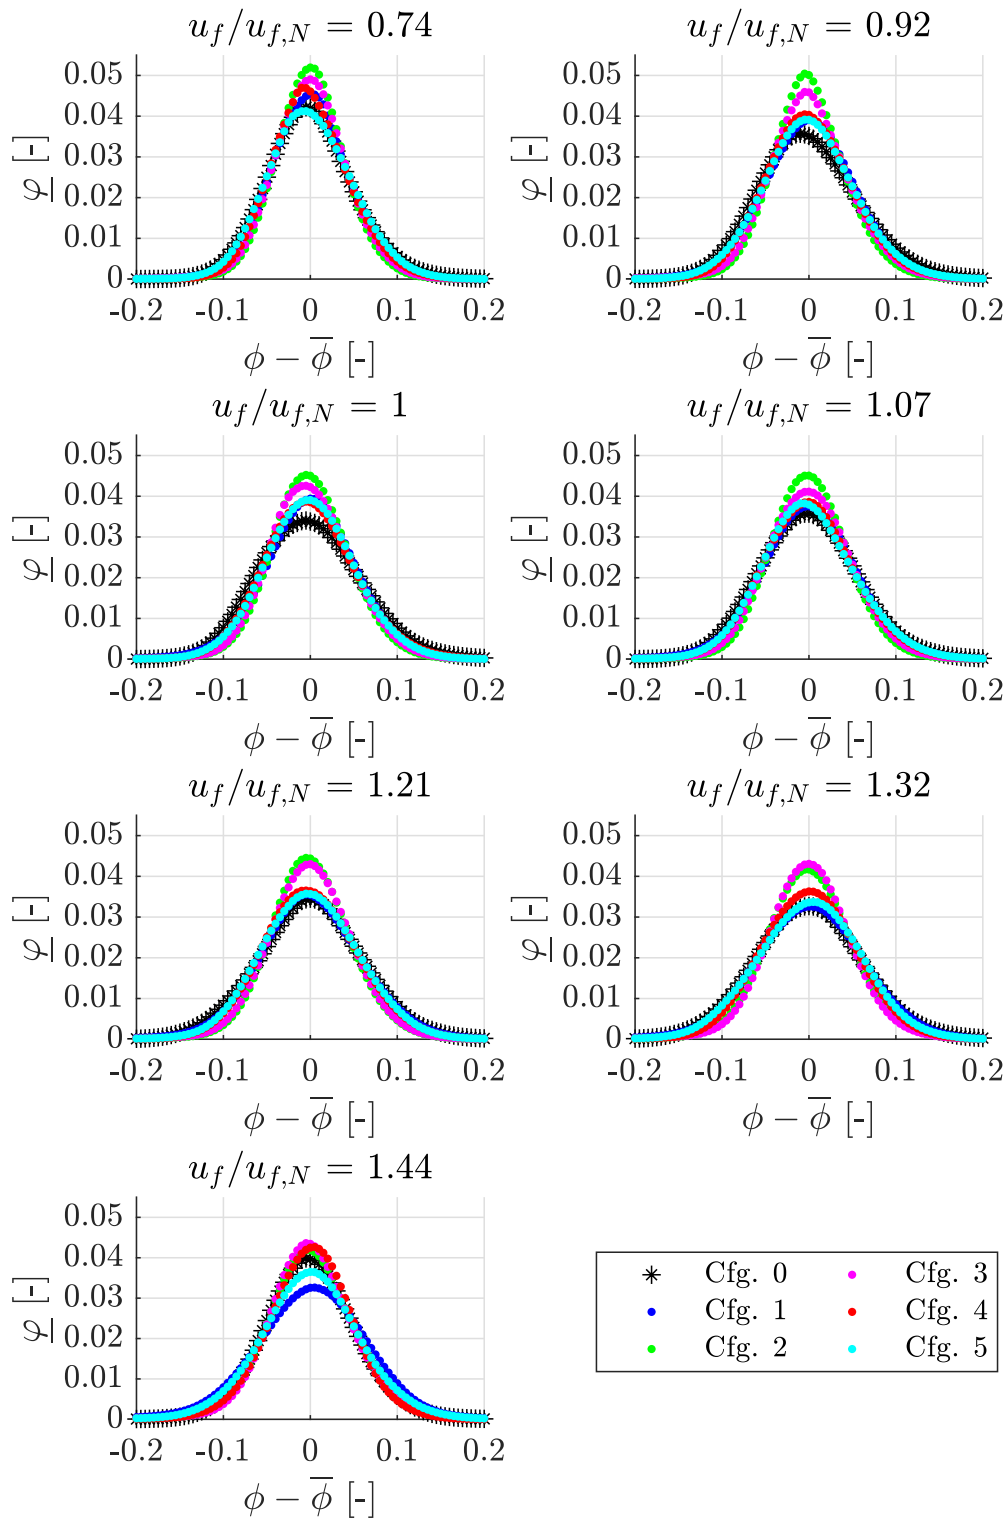 u_f/u_{f,N} = 0.74
0.05
0.04
0.03
0.02
0.01
0
φ [-]
-0.2 -0.1 0 0.1 0.2
ϕ − ϕ̅ [-]
u_f/u_{f,N} = 0.92
0.05
0.04
0.03
0.02
0.01
0
φ [-]
-0.2 -0.1 0 0.1 0.2
ϕ − ϕ̅ [-]
u_f/u_{f,N} = 1
0.05
0.04
0.03
0.02
0.01
0
φ [-]
-0.2 -0.1 0 0.1 0.2
ϕ − ϕ̅ [-]
u_f/u_{f,N} = 1.07
0.05
0.04
0.03
0.02
0.01
0
φ [-]
-0.2 -0.1 0 0.1 0.2
ϕ − ϕ̅ [-]
u_f/u_{f,N} = 1.21
0.05
0.04
0.03
0.02
0.01
0
φ [-]
-0.2 -0.1 0 0.1 0.2
ϕ − ϕ̅ [-]
u_f/u_{f,N} = 1.32
0.05
0.04
0.03
0.02
0.01
0
φ [-]
-0.2 -0.1 0 0.1 0.2
ϕ − ϕ̅ [-]
u_f/u_{f,N} = 1.44
0.05
0.04
0.03
0.02
0.01
0
φ [-]
-0.2 -0.1 0 0.1 0.2
ϕ − ϕ̅ [-]
Cfg. 0 Cfg. 3
Cfg. 1 Cfg. 4
Cfg. 2 Cfg. 5